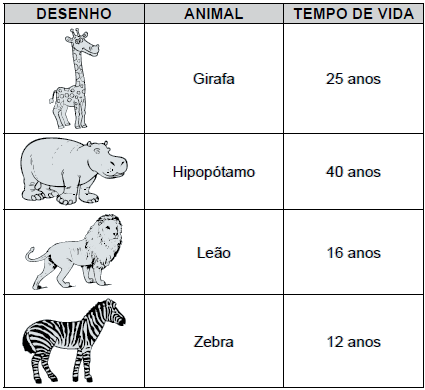 DESENHO ANIMAL TEMPO DE VIDA
Girafa 25 anos
Hipopótamo 40 anos
Leão 16 anos
Zebra 12 anos